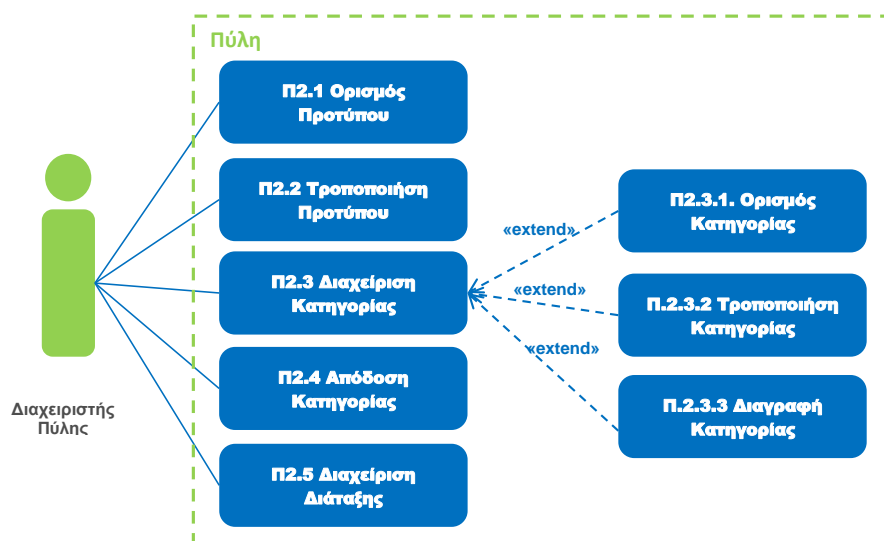 Πύλη
Π2.1 Ορισμός
Προτύπου
Π2.2 Τροποποιήση
Προτύπου
Π2.3 Διαχείριση
Κατηγορίας
Π2.4 Απόδοση
Κατηγορίας
Π2.5 Διαχείριση
Διάταξης
Διαχειριστής
Πύλης
«extend»
«extend»
«extend»
Π2.3.1. Ορισμός
Κατηγορίας
Π.2.3.2 Τροποποιήση
Κατηγορίας
Π.2.3.3 Διαγραφή
Κατηγορίας